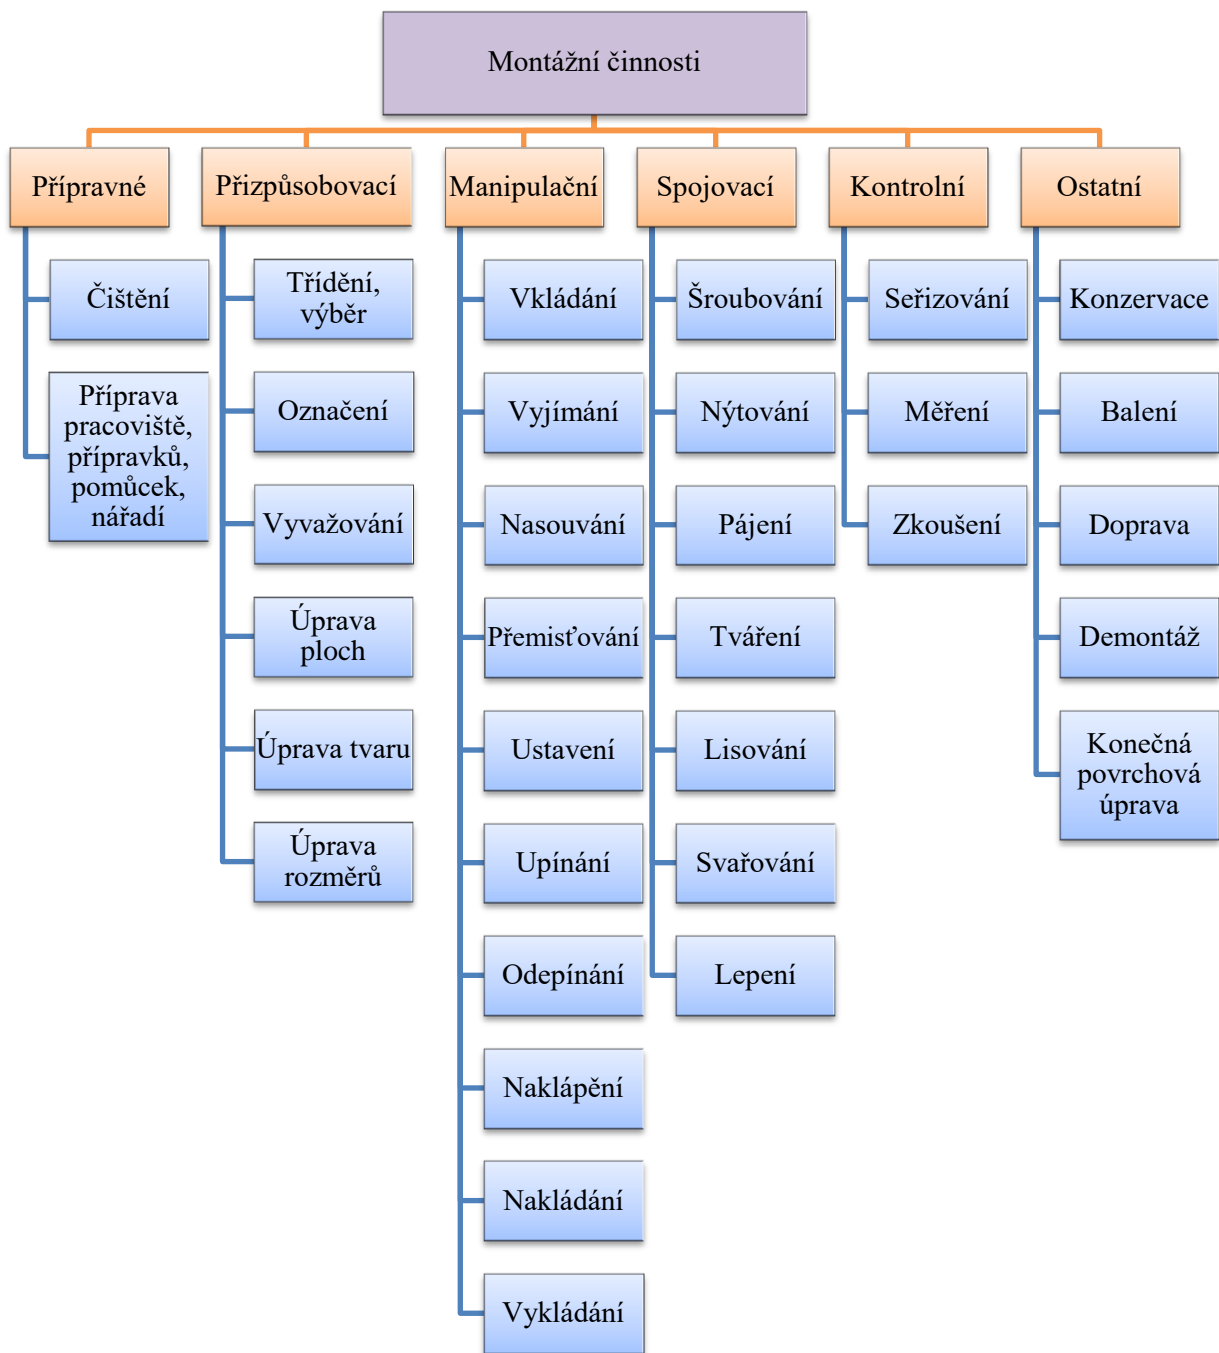 Montážní činnosti
Přípravné
Přizpůsobovací
Manipulační
Spojovací
Kontrolní
Ostatní
Čištění
Příprava
pracoviště,
přípravků,
pomůcek,
nářadí
Třídění,
výběr
Označení
Vyvažování
Úprava
ploch
Úprava tvaru
Úprava
rozměrů
Vkládání
Vyjímání
Nasouvání
Přemisťování
Ustavení
Upínání
Odepínání
Naklápění
Nakládání
Vykládání
Šroubování
Nýtování
Pájení
Tváření
Lisování
Svařování
Lepení
Seřizování
Měření
Zkoušení
Konzervace
Balení
Doprava
Demontáž
Konečná
povrchová
úprava